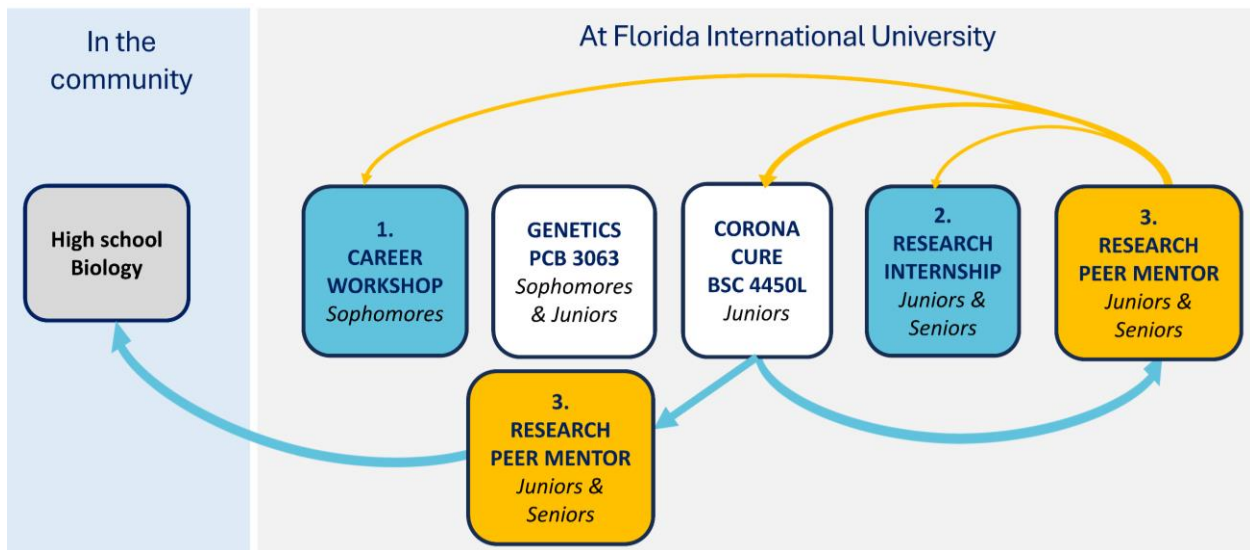 In the
community
At Florida International University
High school
Biology
1.
CAREER
WORKSHOP
Sophomores
GENETICS
PCB 3063
Sophomores
& Juniors
CORONA
CURE
BSC 4450L
Juniors
2.
RESEARCH
INTERNSHIP
Juniors &
Seniors
3.
RESEARCH
PEER MENTOR
Juniors &
Seniors
3.
RESEARCH
PEER MENTOR
Juniors &
Seniors